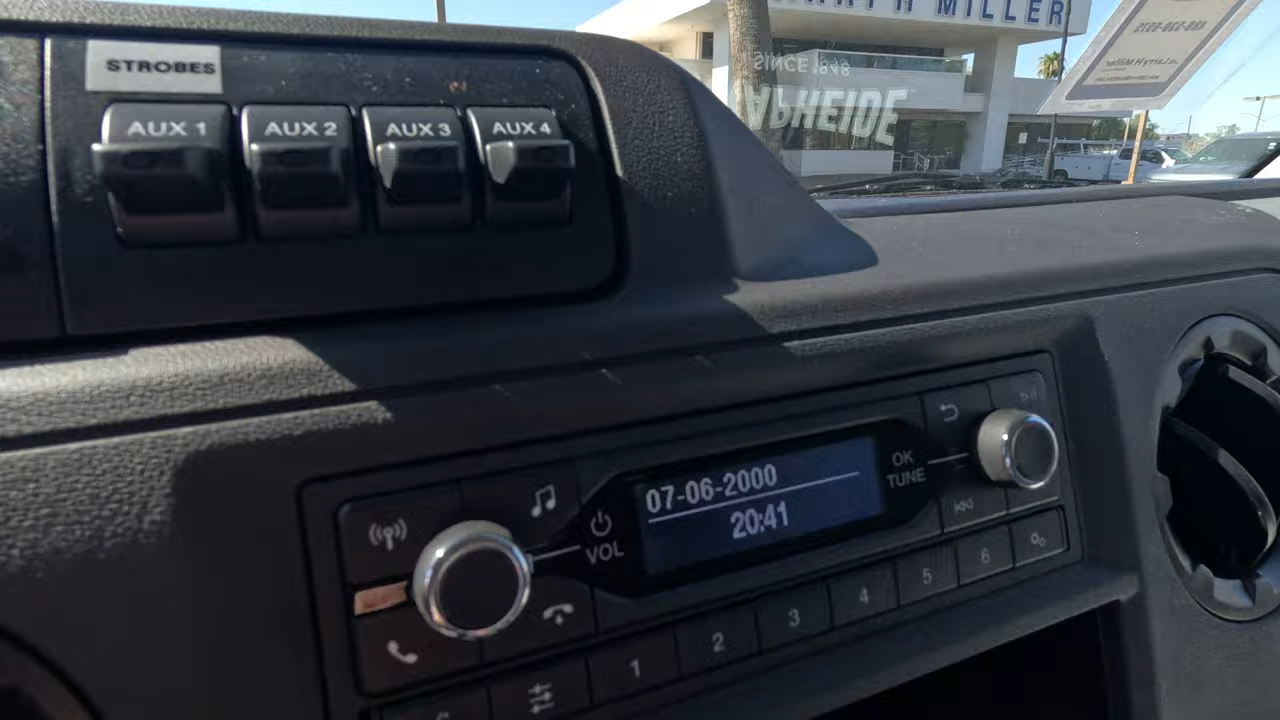 STROBES
AUX 1
AUX 2
AUX 3
AUX 4
H MILLER
SINCE 1948
VOL
07-06-2000
20:41
OK
TUNE
1
2
3
4
5
6